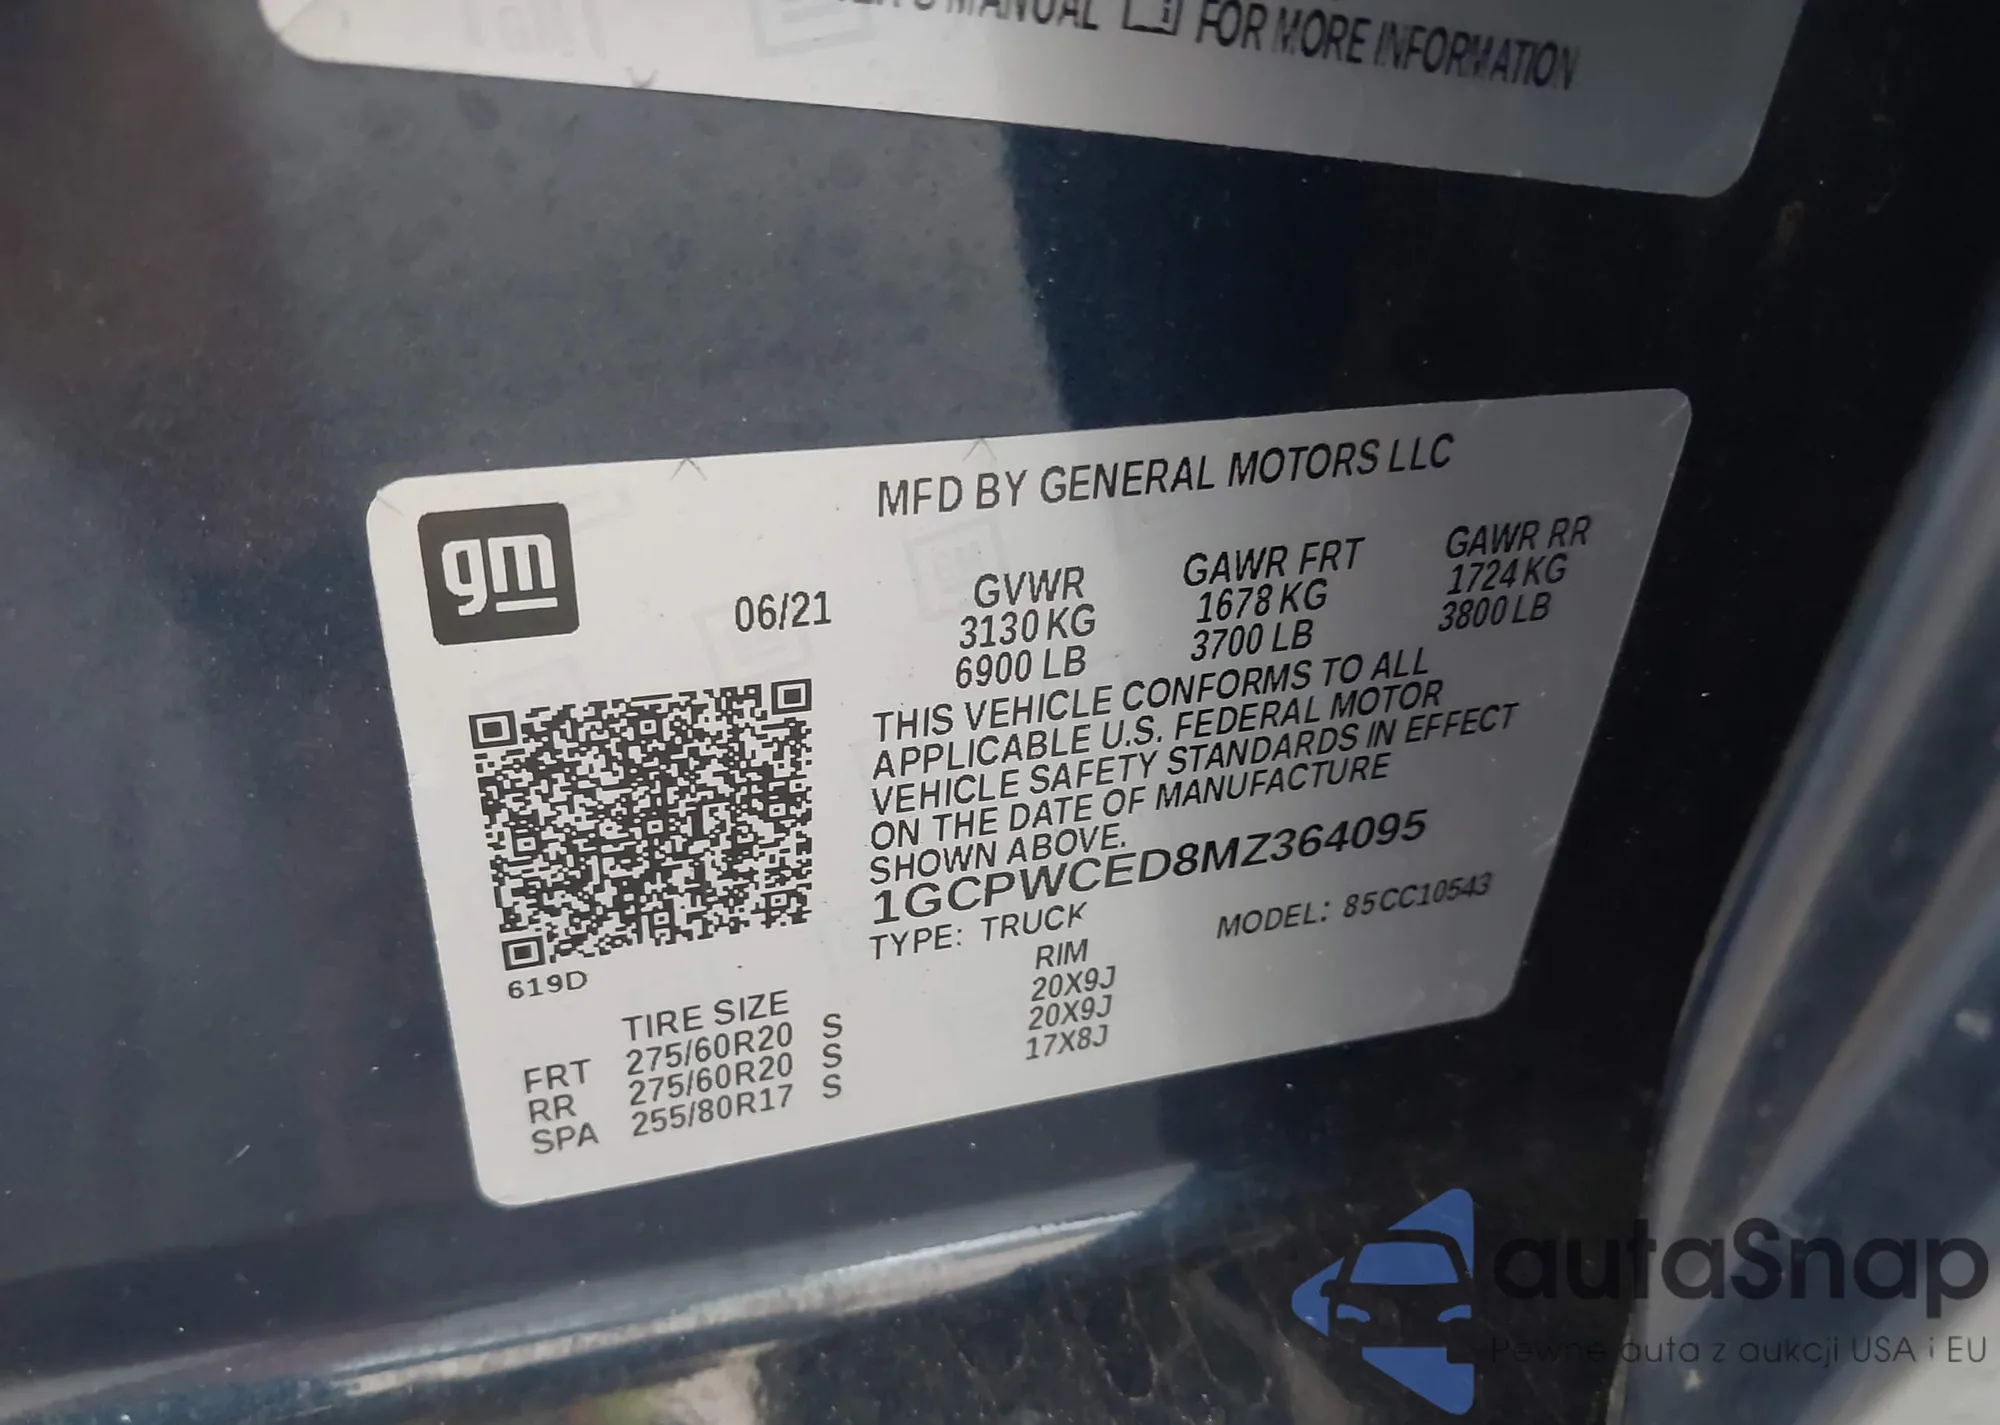 MANUAL i FOR MORE INFORMATION
gm
MFD BY GENERAL MOTORS LLC
06/21
GVWR GAWR FRT GAWR RR
3130 KG 1678 KG 1724 KG
6900 LB 3700 LB 3800 LB
THIS VEHICLE CONFORMS TO ALL
APPLICABLE U.S. FEDERAL MOTOR
VEHICLE SAFETY STANDARDS IN EFFECT
ON THE DATE OF MANUFACTURE
SHOWN ABOVE.
1GCPWCED8MZ364095
TYPE: TRUCK MODEL: 85CC10543
619D
TIRE SIZE RIM
FRT 275/60R20 S 20X9J
RR 275/60R20 S 20X9J
SPA 255/80R17 S 17X8J
autaSnap
Pewne auta z aukcji USA i EU